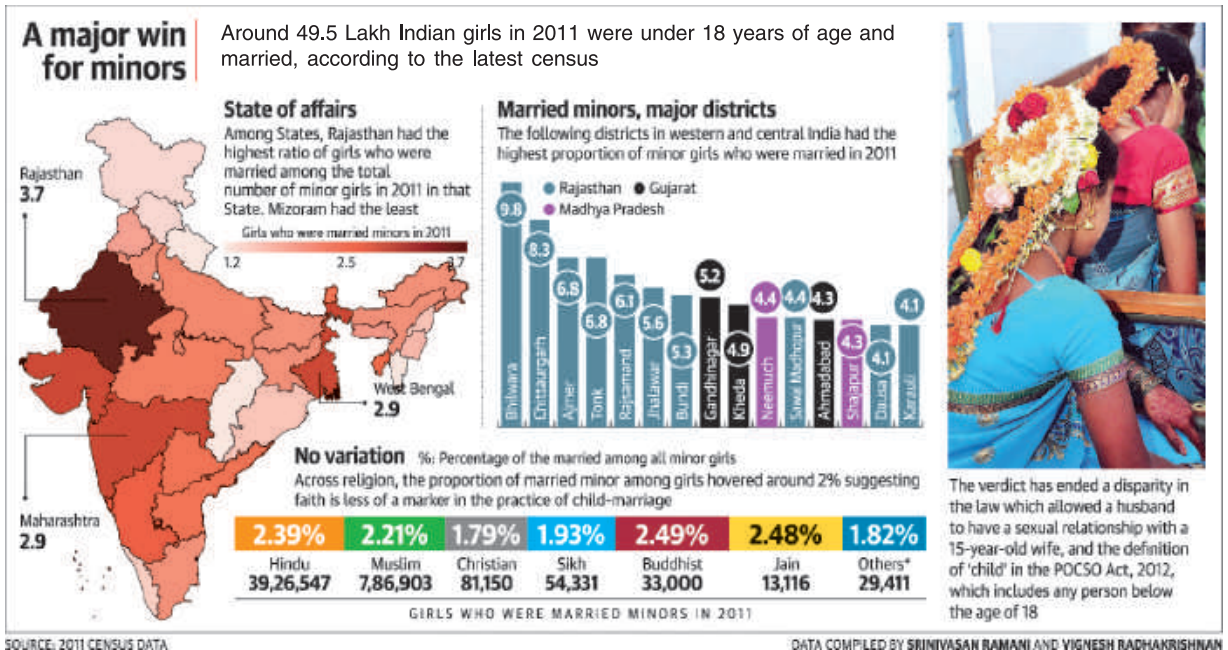 A major win
for minors
Around 49.5 Lakh Indian girls in 2011 were under 18 years of age and
married, according to the latest census
State of affairs
Among States, Rajasthan had the
highest ratio of girls who were
married among the total
number of minor girls in 2011 in that
State. Mizoram had the least
Girls who were married minors in 2011
1.2 2.5 3.7
Rajasthan
3.7
West Bengal
2.9
Maharashtra
2.9
Married minors, major districts
The following districts in western and central India had the
highest proportion of minor girls who were married in 2011
Rajasthan Gujarat
Madhya Pradesh
9.8
8.3
6.8
6.8
6.1
5.6
5.3
5.2
4.9
4.4
4.4
4.3
4.3
4.1
4.1
Bhilwara
Chittaurgarh
Ajmer
Tonk
Rajsamand
Jhalawar
Bundi
Gandhinagar
Kheda
Neemuch
Sawai Madhopur
Ahmadabad
Shajapur
Dausa
Karauli
No variation %: Percentage of the married among all minor girls
Across religion, the proportion of married minor among girls hovered around 2% suggesting
faith is less of a marker in the practice of child-marriage
2.39% 2.21% 1.79% 1.93% 2.49% 2.48% 1.82%
Hindu Muslim Christian Sikh Buddhist Jain Others*
39,26,547 7,86,903 81,150 54,331 33,000 13,116 29,411
GIRLS WHO WERE MARRIED MINORS IN 2011
The verdict has ended a disparity in
the law which allowed a husband
to have a sexual relationship with a
15-year-old wife, and the definition
of 'child' in the POCSO Act, 2012,
which includes any person below
the age of 18
SOURCE: 2011 CENSUS DATA
DATA COMPILED BY SRINIVASAN RAMANI AND VIGNESH RADHAKRISHNAN